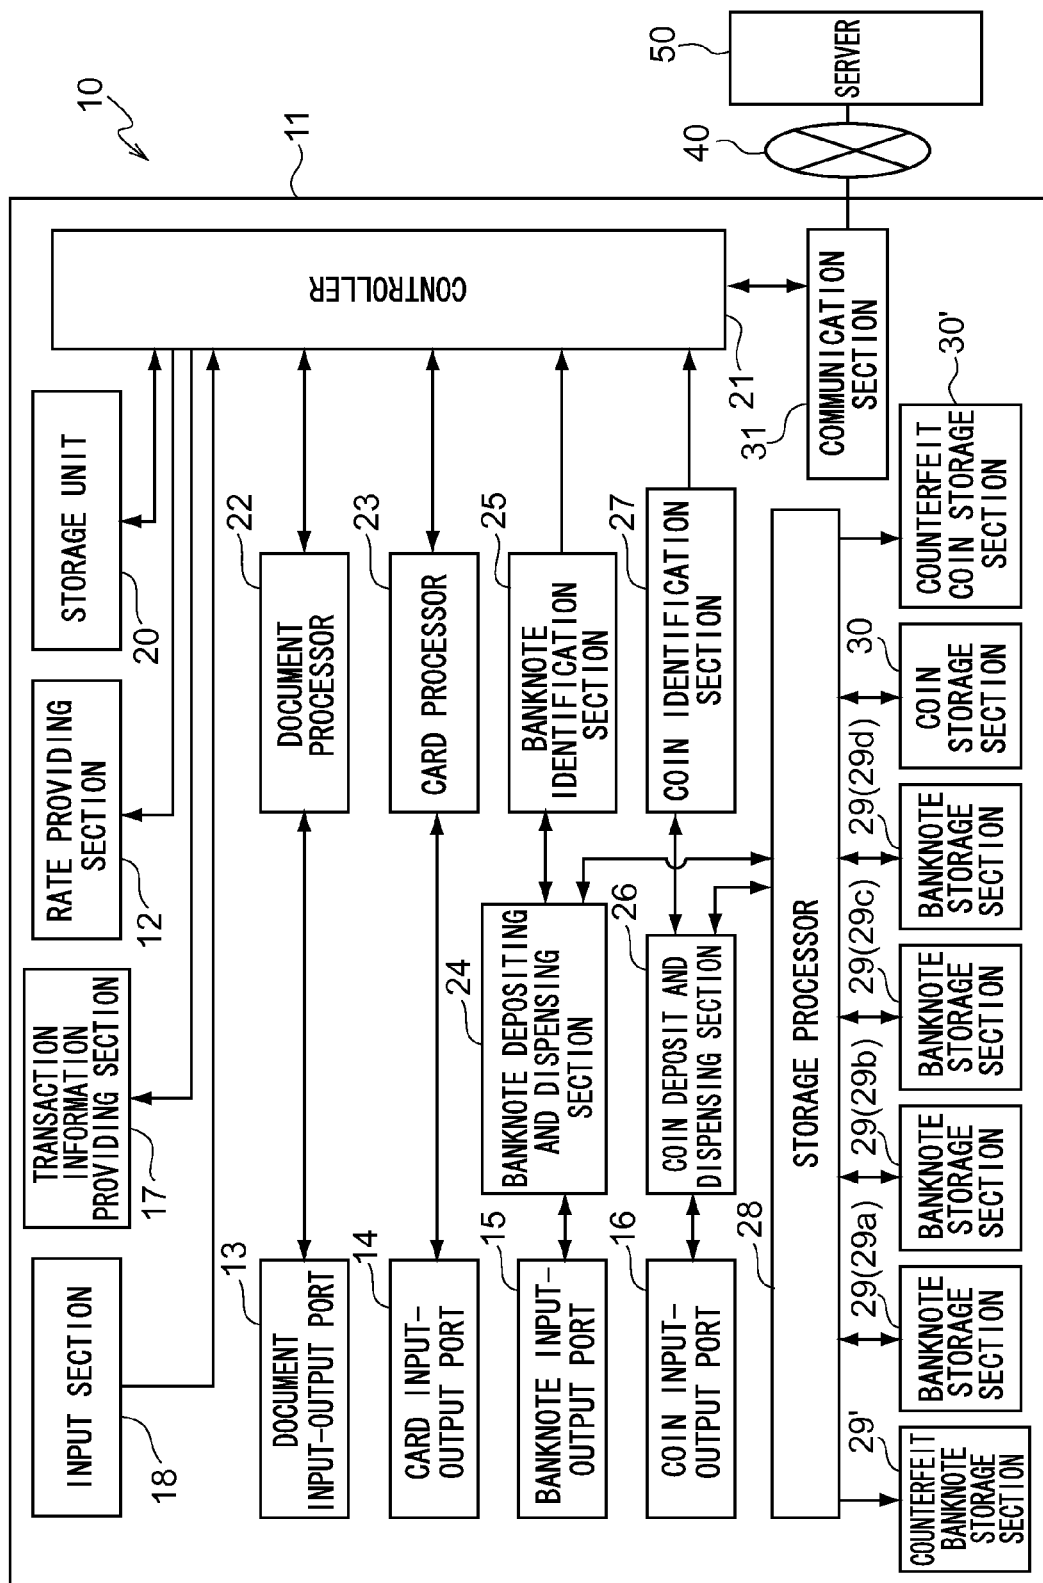 10
11
INPUT SECTION
18
TRANSACTION
INFORMATION
PROVIDING SECTION
17
RATE PROVIDING
SECTION
12
STORAGE UNIT
20
CONTROLLER
21
DOCUMENT
INPUT-OUTPUT PORT
13
DOCUMENT
PROCESSOR
22
CARD INPUT-
OUTPUT PORT
14
CARD PROCESSOR
23
BANKNOTE INPUT-
OUTPUT PORT
15
BANKNOTE DEPOSITING
AND DISPENSING
SECTION
24
BANKNOTE
IDENTIFICATION
SECTION
25
COIN INPUT-
OUTPUT PORT
16
COIN DEPOSIT AND
DISPENSING SECTION
26
COIN IDENTIFICATION
SECTION
27
STORAGE PROCESSOR
28
COMMUNICATION
SECTION
31
40
SERVER
50
COUNTERFEIT
BANKNOTE
STORAGE
SECTION
29'
BANKNOTE
STORAGE
SECTION
29(29a)
BANKNOTE
STORAGE
SECTION
29(29b)
BANKNOTE
STORAGE
SECTION
29(29c)
BANKNOTE
STORAGE
SECTION
29(29d)
COIN
STORAGE
SECTION
30
COUNTERFEIT
COIN STORAGE
SECTION
30'